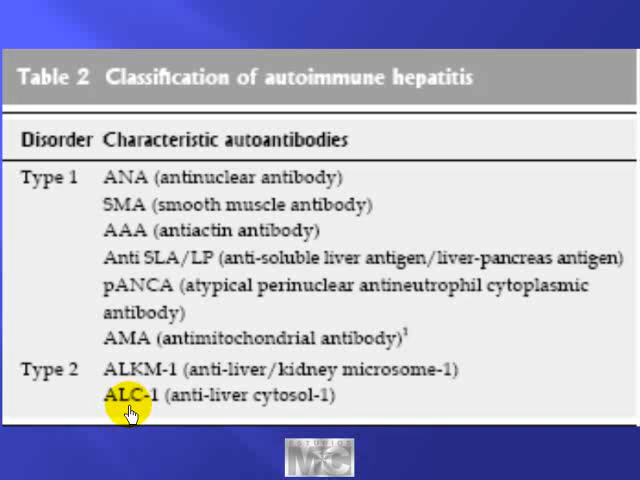 Table 2 Classification of autoimmune hepatitis
Disorder Characteristic autoantibodies
Type 1 ANA (antinuclear antibody)
SMA (smooth muscle antibody)
AAA (antiactin antibody)
Anti SLA/LP (anti-soluble liver antigen/liver-pancreas antigen)
pANCA (atypical perinuclear antineutrophil cytoplasmic
antibody)
AMA (antimitochondrial antibody)¹
Type 2 ALKM-1 (anti-liver/kidney microsome-1)
ALC-1 (anti-liver cytosol-1)
ESTUDIOS
MC